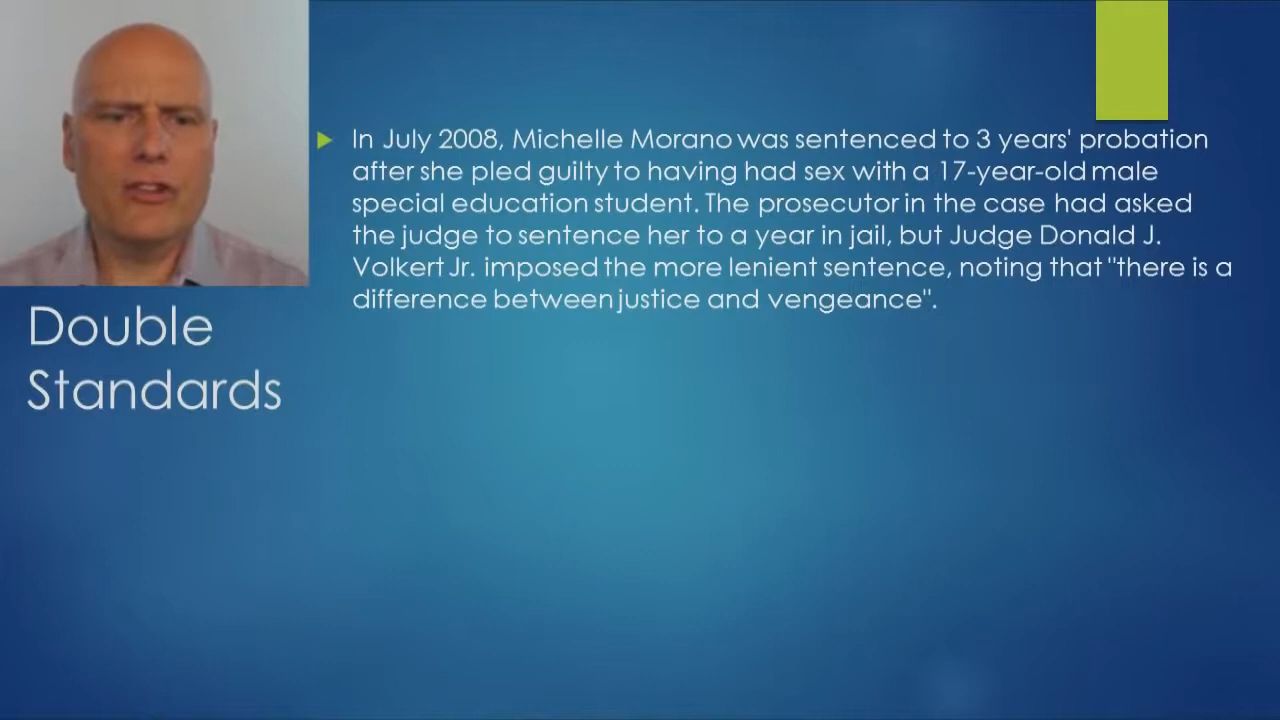 In July 2008, Michelle Morano was sentenced to 3 years' probation
after she pled guilty to having had sex with a 17-year-old male
special education student. The prosecutor in the case had asked
the judge to sentence her to a year in jail, but Judge Donald J.
Volkert Jr. imposed the more lenient sentence, noting that "there is a
difference between justice and vengeance".
Double
Standards